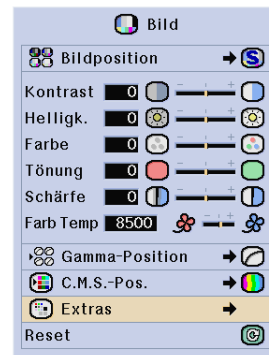 Bild
Bildposition S
Kontrast 0
Helligk. 0
Farbe 0
Tönung 0
Schärfe 0
Farb Temp 8500
Gamma-Position
C.M.S.-Pos.
Extras
Reset